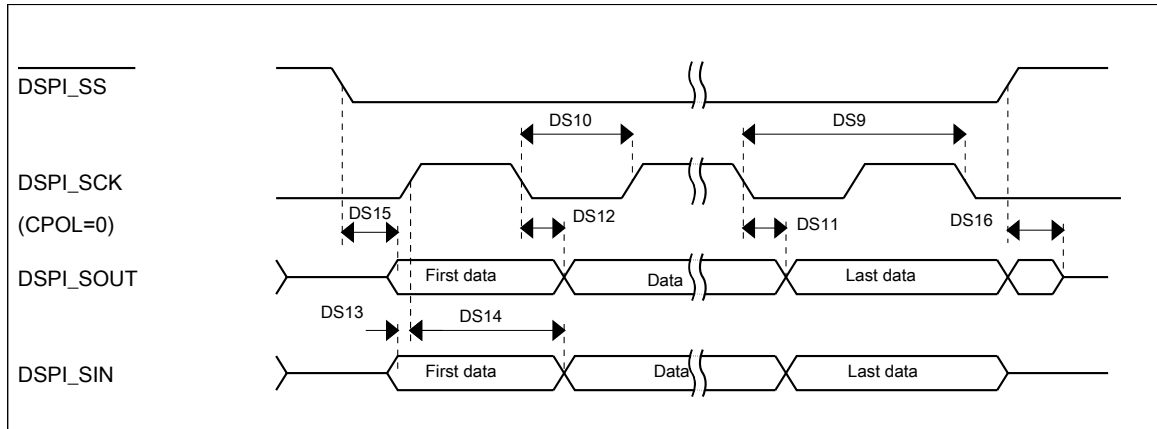 DSPI_SS
DS10
DS9
DSPI_SCK
(CPOL=0)
DS15
DS12
DS11
DS16
DSPI_SOUT
First data
Data
Last data
DS13
DS14
DSPI_SIN
First data
Data
Last data